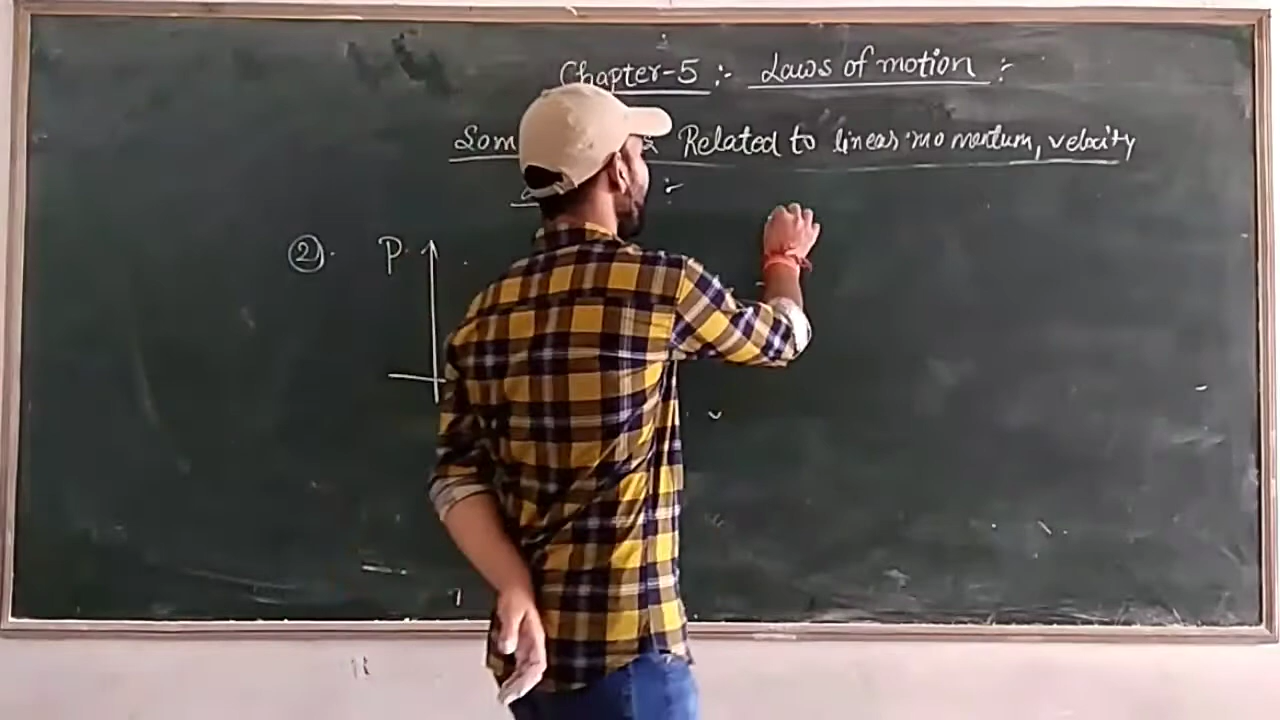 Chapter-5 :- Laws of motion :-
Som Related to linear momentum, velocity
:-
(2). P
v